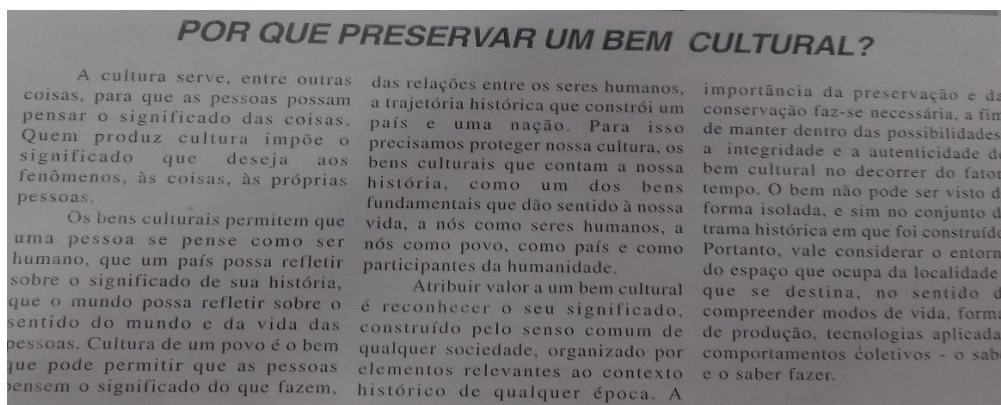 POR QUE PRESERVAR UM BEM CULTURAL?
A cultura serve, entre outras
coisas, para que as pessoas possam
pensar o significado das coisas.
Quem produz cultura impõe o
significado que deseja aos
fenômenos, às coisas, às próprias
pessoas.
Os bens culturais permitem que
uma pessoa se pense como ser
humano, que um país possa refletir
sobre o significado de sua história,
que o mundo possa refletir sobre o
sentido do mundo e da vida das
pessoas. Cultura de um povo é o bem
que pode permitir que as pessoas
pensem o significado do que fazem,
das relações entre os seres humanos,
a trajetória histórica que constrói um
país e uma nação. Para isso
precisamos proteger nossa cultura, os
bens culturais que contam a nossa
história, como um dos bens
fundamentais que dão sentido à nossa
vida, a nós como seres humanos, a
nós como povo, como país e como
participantes da humanidade.
Atribuir valor a um bem cultural
é reconhecer o seu significado,
construído pelo senso comum de
qualquer sociedade, organizado por
elementos relevantes ao contexto
histórico de qualquer época. A
importância da preservação e da
conservação faz-se necessária, a fim
de manter dentro das possibilidades
a integridade e a autenticidade do
bem cultural no decorrer do fator
tempo. O bem não pode ser visto d
forma isolada, e sim no conjunto d
trama histórica em que foi construído
Portanto, vale considerar o entorn
do espaço que ocupa da localidade
que se destina, no sentido d
compreender modos de vida, forma
de produção, tecnologias aplicada
comportamentos coletivos - o sabe
e o saber fazer.